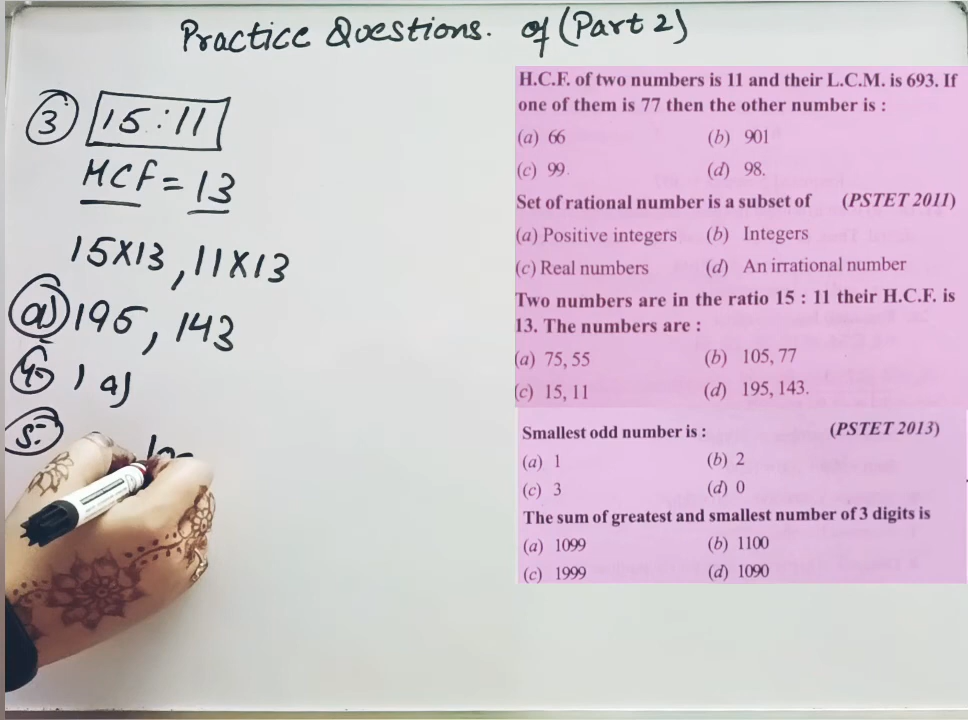 Practice Questions. of (Part 2)
③ 15:11
HCF = 13
15X13, 11X13
ⓐ) 195, 143
④ 1 a)
⑤:-
H.C.F. of two numbers is 11 and their L.C.M. is 693. If
one of them is 77 then the other number is :
(a) 66 (b) 901
(c) 99. (d) 98.
Set of rational number is a subset of (PSTET 2011)
(a) Positive integers (b) Integers
(c) Real numbers (d) An irrational number
Two numbers are in the ratio 15 : 11 their H.C.F. is
13. The numbers are :
(a) 75, 55 (b) 105, 77
(c) 15, 11 (d) 195, 143.
Smallest odd number is : (PSTET 2013)
(a) 1 (b) 2
(c) 3 (d) 0
The sum of greatest and smallest number of 3 digits is
(a) 1099 (b) 1100
(c) 1999 (d) 1090